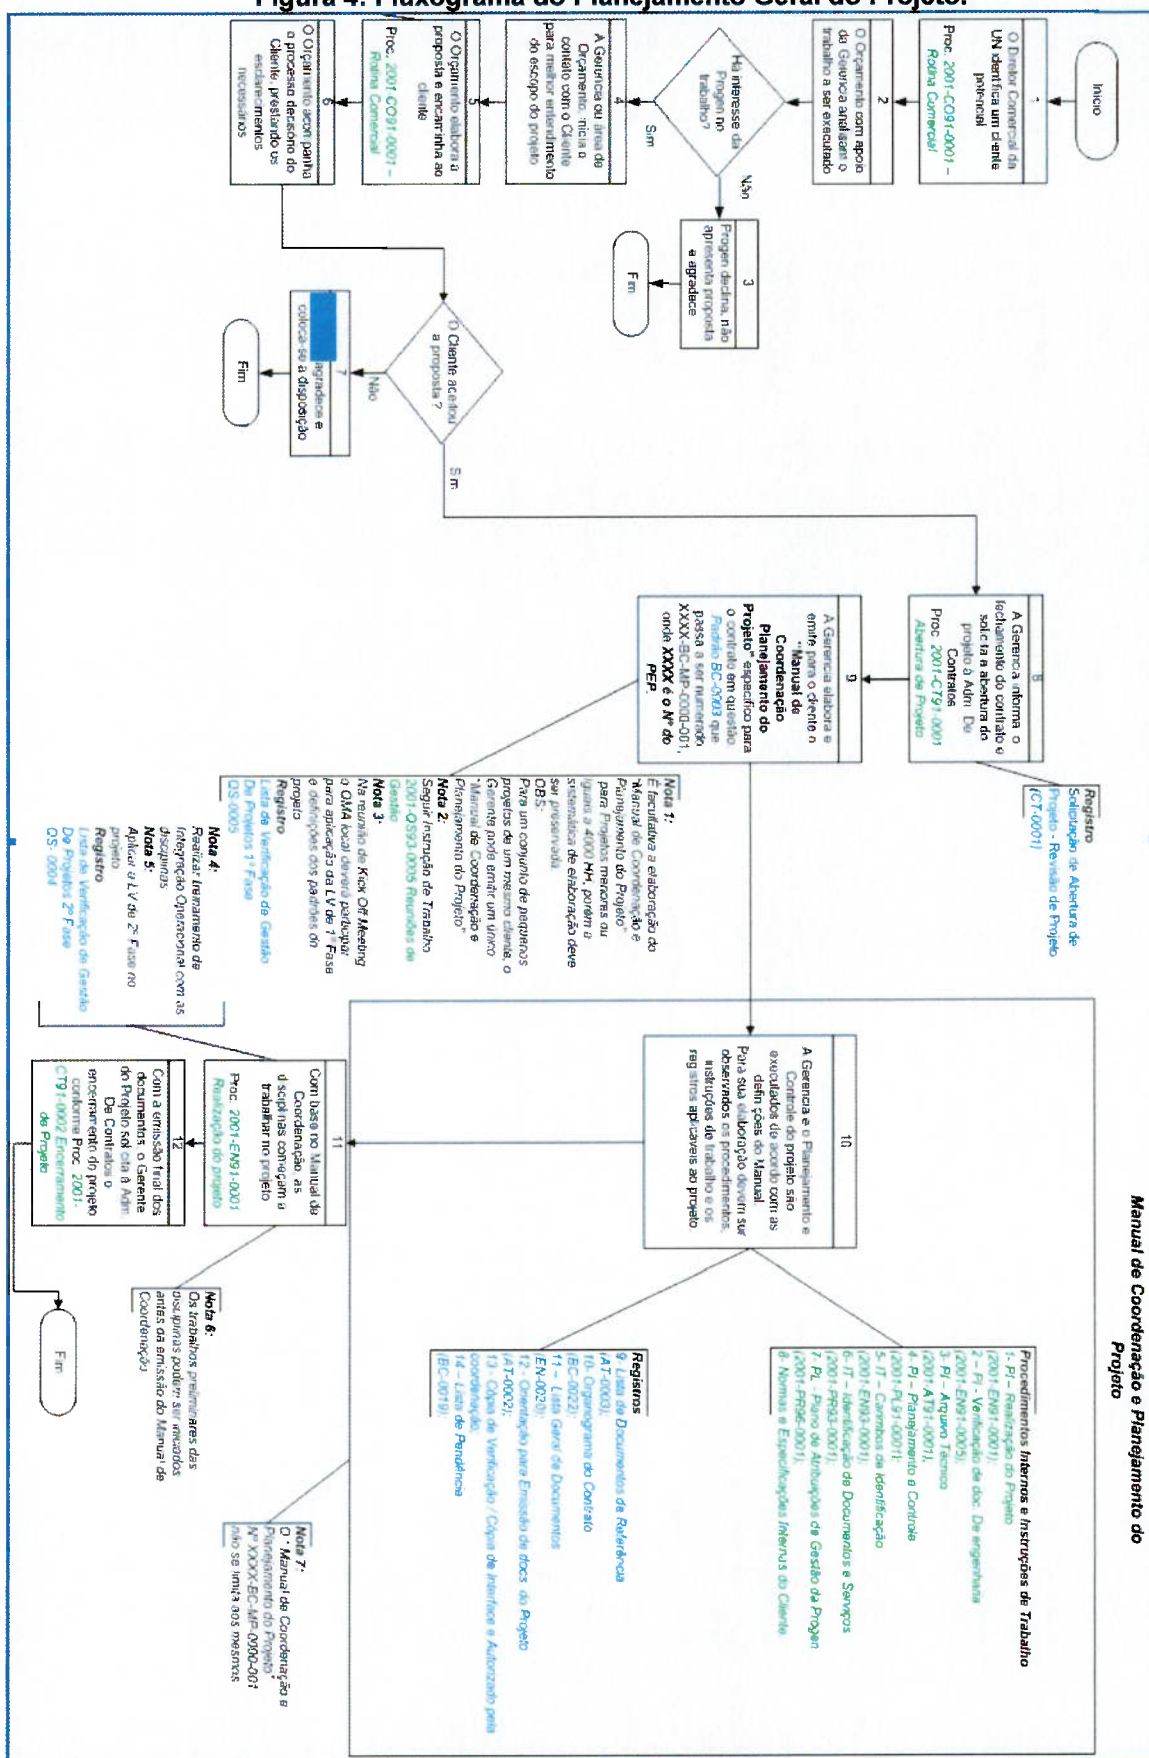 Figura 4. Fluxograma do Planejamento Geral do Projeto.
Manual de Coordenação e Planejamento do
Projeto
Inicio
1
O Diretor Comercial da
UN identifica um cliente
potencial
Proc. 2001-CO91-0001 –
Rotina Comercial
2
O Orçamento com apoio
da Gerencia analisam o
trabalho a ser executado
Há interesse da
Progen no
trabalho?
Não
Sim
3
Progen declina, não
apresenta proposta
e agradece
Fim
4
A Gerencia ou área de
Orçamento inicia o
contato com o Cliente
para melhor entendimento
do escopo do projeto
5
O Orçamento elabora a
proposta e encaminha ao
cliente
Proc. 2001-CO91-0001 –
Rotina Comercial
6
O Orçamento acompanha
o processo decisório do
Cliente, prestando os
esclarecimentos
necessários
O Cliente aceitou
a proposta ?
Não
Sim
7
agradece e
coloca-se a disposição
Fim
8
A Gerencia informa o
fechamento do contrato e
solicita a abertura do
projeto à Adm. De
Contratos
Proc. 2001-CT91-0001
Abertura de Projeto
Registro
Solicitação de Abertura de
Projeto - Revisão de Projeto
(CT-0001)
9
A Gerencia elabora e
emite para o cliente o
"Manual de
Coordenação
Planejamento do
Projeto" especifico para
o contrato em questão
Padrão BC-0003 que
passa a ser numerado
XXXX-BC-MP-0000-001,
onde XXXX é o Nº do
PEP.
Nota 1:
É facultativa a elaboração do
"Manual de Coordenação e
Planejamento do Projeto"
para Projetos menores ou
iguais a 4000 HH, porém a
sistemática de elaboração deve
ser preservada.
OBS:
Para um conjunto de pequenos
projetos de um mesmo cliente, o
Gerente pode emitir um único
"Manual de Coordenação e
Planejamento do Projeto"
Nota 2:
Seguir Instrução de Trabalho
2001-QS93-0005 Reuniões de
Gestão
Nota 3:
Na reunião de Kick Off Meeting
o QMA local deverá participar
para aplicação da LV de 1ª Fase
e definições dos padrões do
projeto
Registro
Lista de Verificação de Gestão
De Projetos 1ª Fase
QS-0005
Nota 4:
Realizar treinamento de
Integração Operacional com as
disciplinas
Nota 5:
Aplicar a LV de 2ª Fase no
projeto
Registro
Lista de Verificação de Gestão
De Projetos 2ª Fase
QS- 0004
10
A Gerencia e o Planejamento e
Controle do projeto são
executados de acordo com as
definições do Manual.
Para sua elaboração devem ser
observados os procedimentos,
instruções de trabalho e os
registros aplicáveis ao projeto.
Procedimentos Internos e Instruções de Trabalho
1- PI – Realização do Projeto
(2001-EN91-0001);
2 – PI - Verificação de doc. De engenharia
(2001-EN91-0005);
3- PI – Arquivo Técnico
(2001-AT91-0001);
4- PI – Planejamento e Controle
(2001-PL91-0001);
5- IT – Carimbos de Identificação
(2001-EN93-0001);
6- IT – Identificação de Documentos e Serviços
(2001-PR93-0001);
7- PL - Plano de Atribuições de Gestão da Progen
(2001-PR96-0001);
8- Normas e Especificações Internas do Cliente.
Registros
9- Lista de Documentos de Referência
(AT-0003);
10- Organograma do Contrato
(BC-0022);
11 – Lista Geral de Documentos
(EN-0020);
12 - Orientação para Emissão de docs. do Projeto
(AT-0002);
13 - Cópia de Verificação / Cópia de Interface e Autorizado pela
coordenação;
14 – Lista de Pendência
(BC-0019);
11
Com base no Manual de
Coordenação, as
disciplinas começam a
trabalhar no projeto
Proc. 2001-EN91-0001
Realização do projeto
12
Com a emissão final dos
documentos o Gerente
do Projeto solicita à Adm.
De Contratos o
encerramento do projeto
conforme Proc. 2001-
CT91-0002 Encerramento
de Projeto
Fim
Nota 6:
Os trabalhos preliminares das
disciplinas podem ser iniciados
antes da emissão do Manual de
Coordenação
Nota 7:
O "Manual de Coordenação e
Planejamento do Projeto"
Nº XXXX-BC-MP-0000-001
não se limita aos mesmos